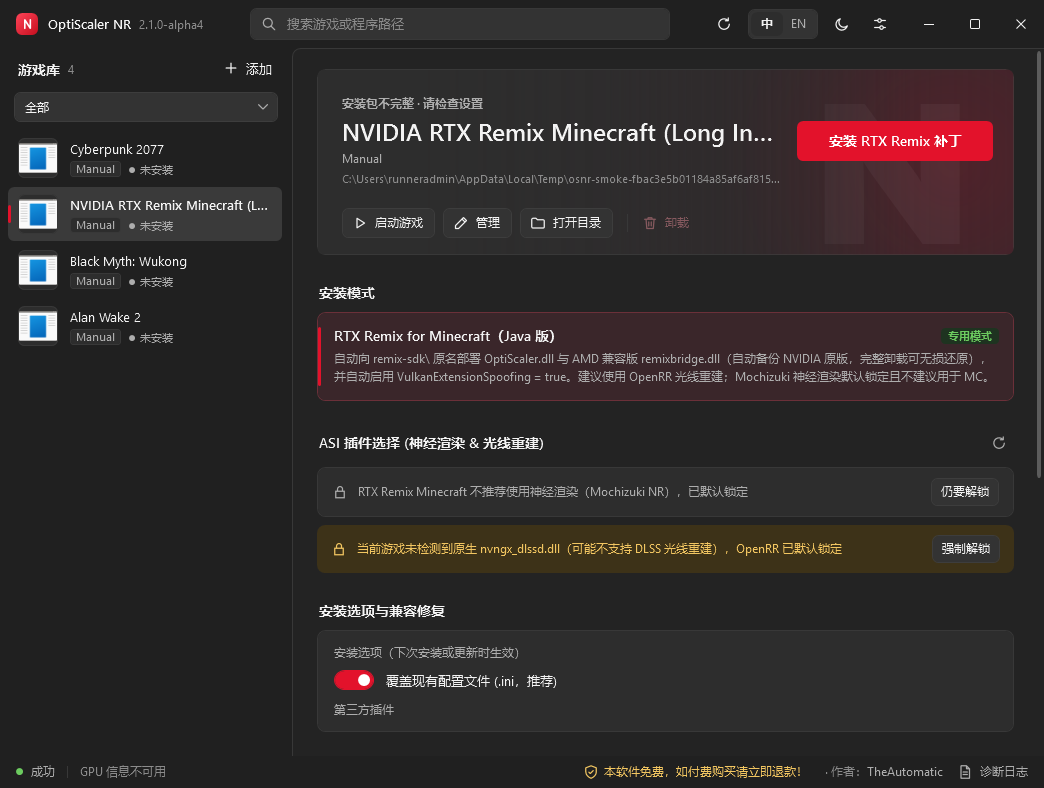 N OptiScaler NR 2.1.0-alpha4
搜索游戏或程序路径
中 EN
游戏库 4
添加
全部
Cyberpunk 2077
Manual 未安装
NVIDIA RTX Remix Minecraft (L...
Manual 未安装
Black Myth: Wukong
Manual 未安装
Alan Wake 2
Manual 未安装
安装包不完整 · 请检查设置
NVIDIA RTX Remix Minecraft (Long In...
Manual
C:\Users\runneradmin\AppData\Local\Temp\osnr-smoke-fbac3e5b01184a85af6af815...
安装 RTX Remix 补丁
N
启动游戏 管理 打开目录 卸载
安装模式
RTX Remix for Minecraft（Java 版） 专用模式
自动向 remix-sdk\ 原名部署 OptiScaler.dll 与 AMD 兼容版 remixbridge.dll（自动备份 NVIDIA 原版，完整卸载可无损还原），
并自动启用 VulkanExtensionSpoofing = true。建议使用 OpenRR 光线重建；Mochizuki 神经渲染默认锁定且不建议用于 MC。
ASI 插件选择 (神经渲染 & 光线重建)
RTX Remix Minecraft 不推荐使用神经渲染（Mochizuki NR），已默认锁定 仍要解锁
当前游戏未检测到原生 nvngx_dlssd.dll（可能不支持 DLSS 光线重建），OpenRR 已默认锁定 强制解锁
安装选项与兼容修复
安装选项（下次安装或更新时生效）
覆盖现有配置文件 (.ini，推荐)
第三方插件
成功 GPU 信息不可用
本软件免费，如付费购买请立即退款！ · 作者：TheAutomatic 诊断日志